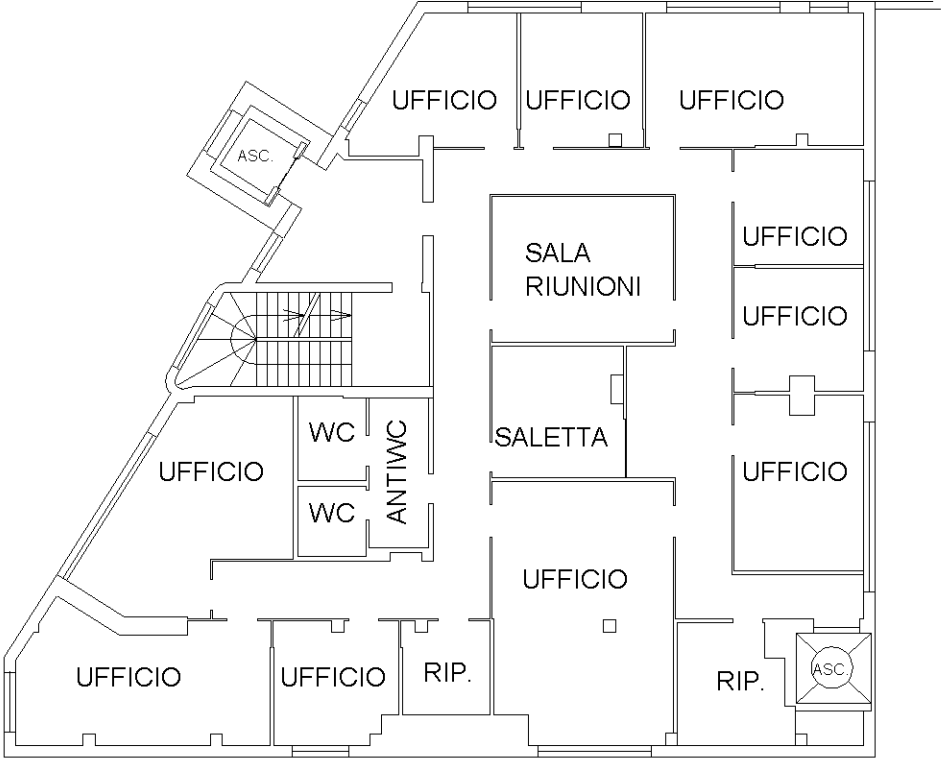 UFFICIO
UFFICIO
UFFICIO
ASC.
UFFICIO
SALA
RIUNIONI
UFFICIO
WC
SALETTA
ANTIWC
UFFICIO
UFFICIO
WC
UFFICIO
UFFICIO
UFFICIO
RIP.
RIP.
ASC.